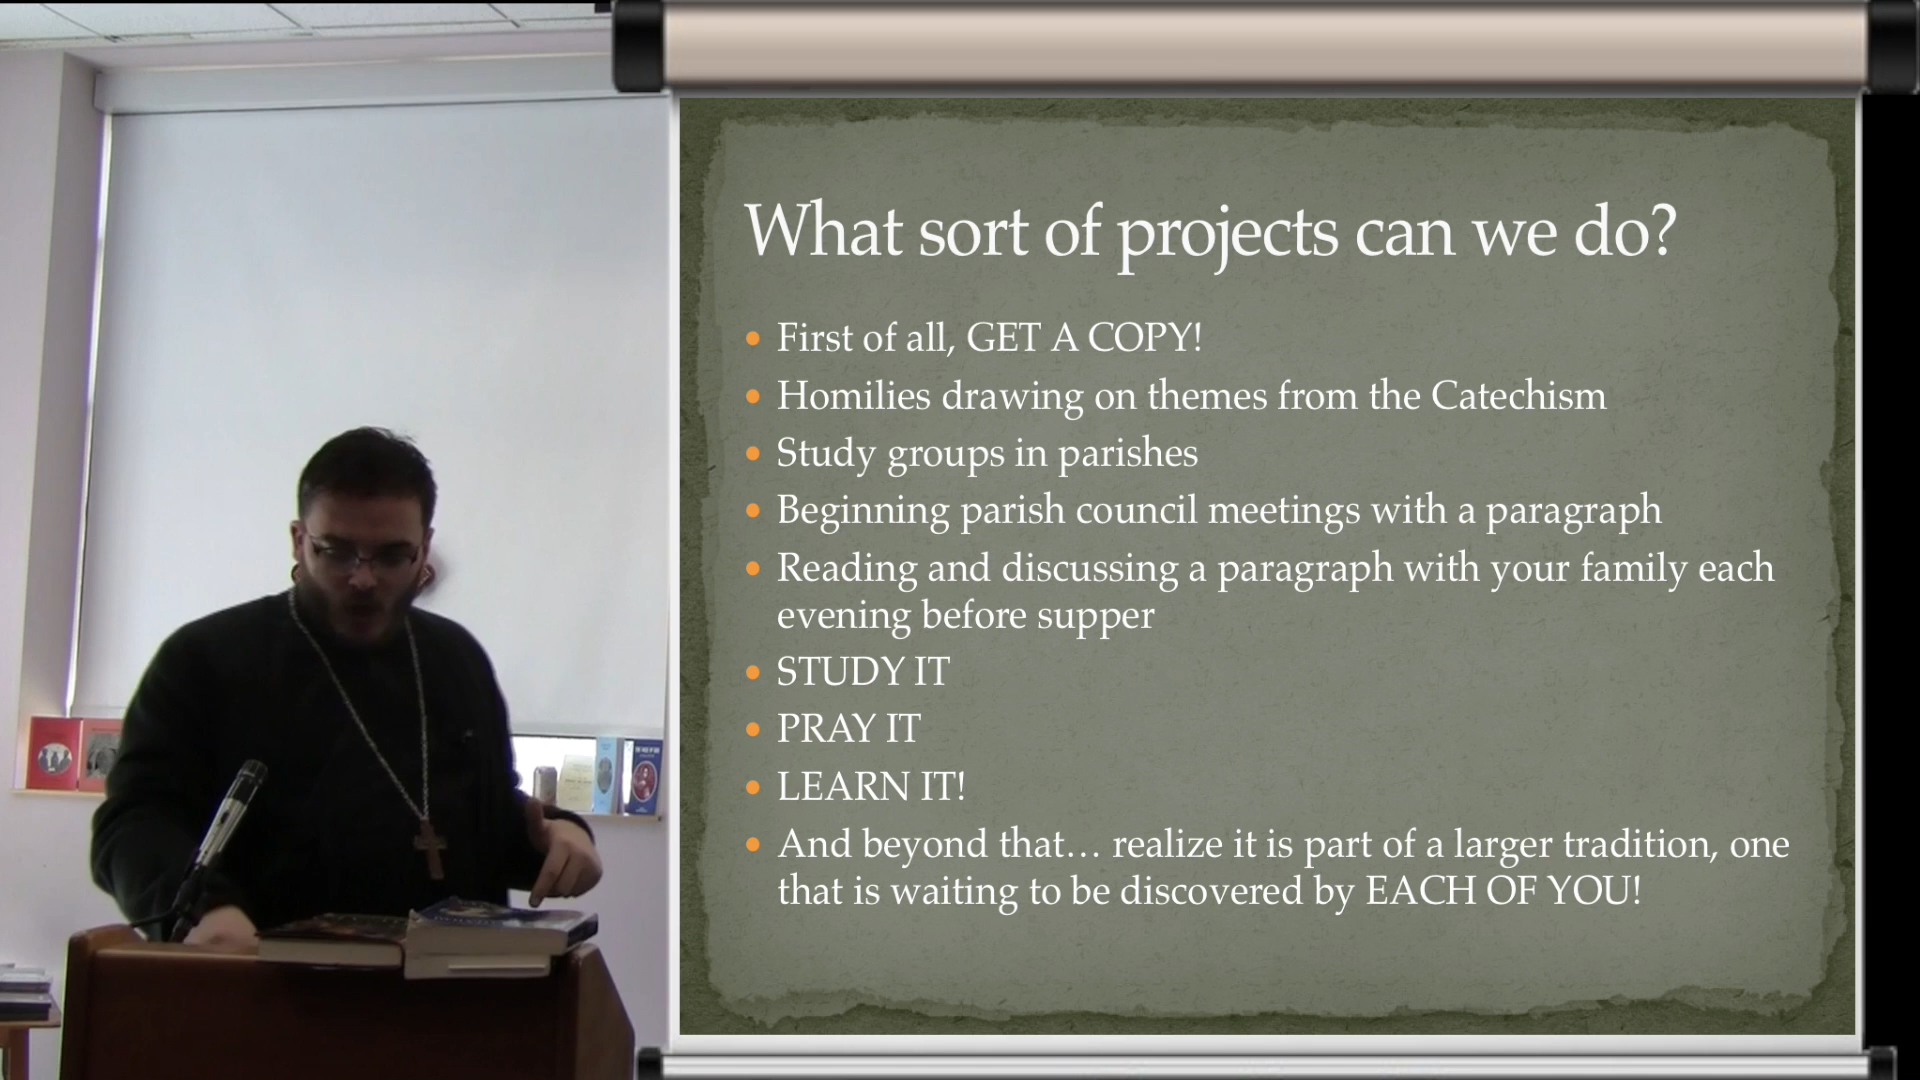 What sort of projects can we do?
• First of all, GET A COPY!
• Homilies drawing on themes from the Catechism
• Study groups in parishes
• Beginning parish council meetings with a paragraph
• Reading and discussing a paragraph with your family each
evening before supper
• STUDY IT
• PRAY IT
• LEARN IT!
• And beyond that… realize it is part of a larger tradition, one
that is waiting to be discovered by EACH OF YOU!